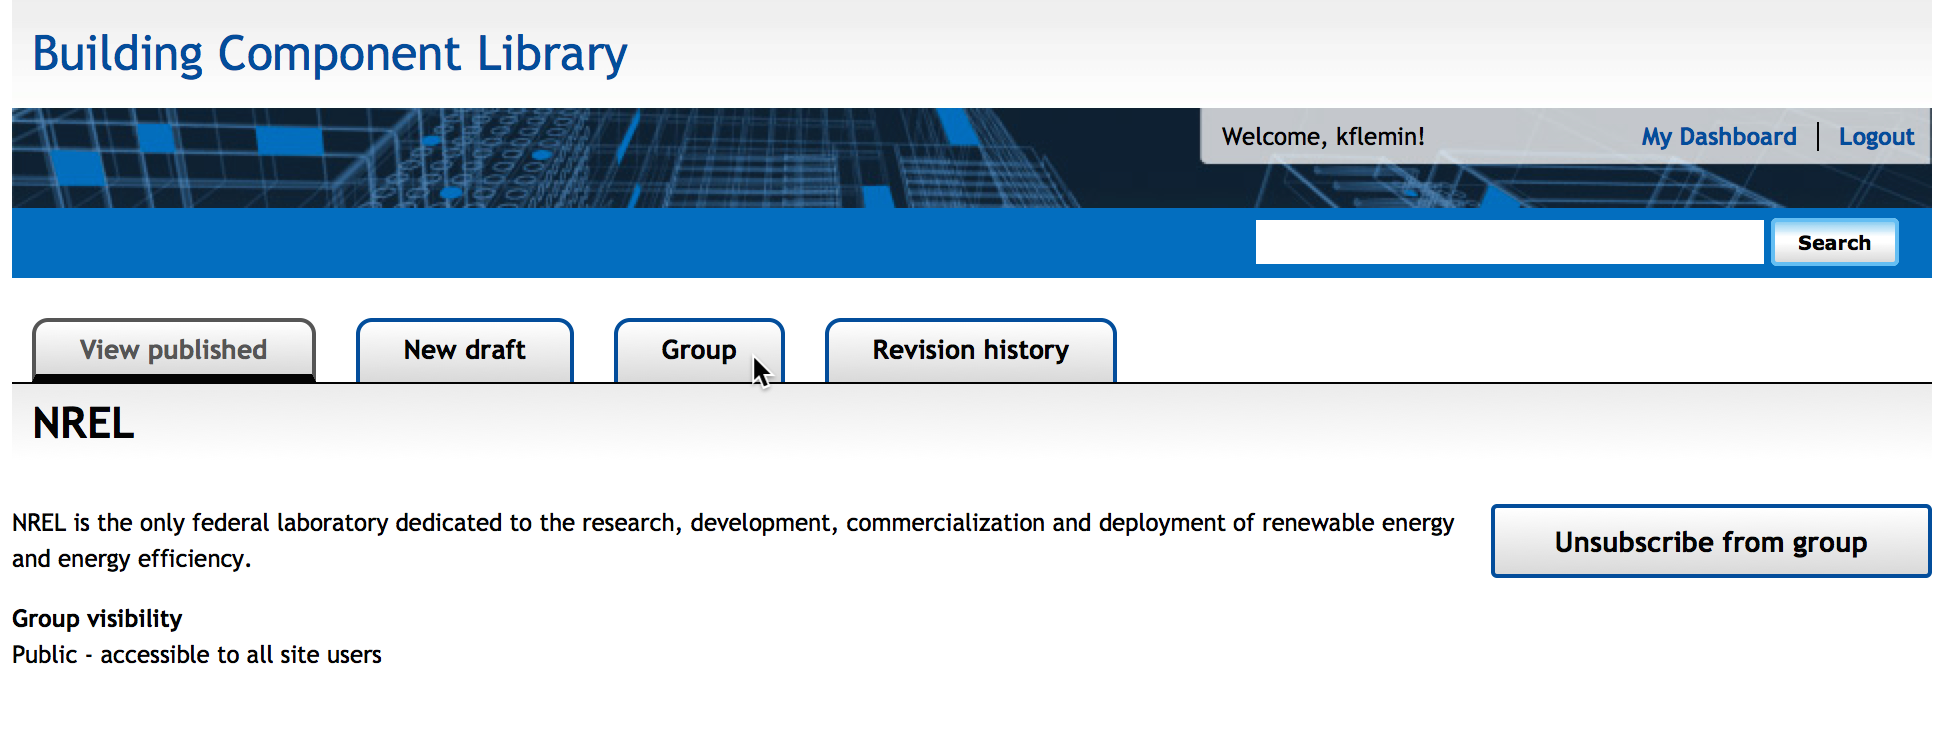 Building Component Library
Welcome, kflemin!
My Dashboard | Logout
Search
View published
New draft
Group
Revision history
NREL
NREL is the only federal laboratory dedicated to the research, development, commercialization and deployment of renewable energy
and energy efficiency.
Unsubscribe from group
Group visibility
Public - accessible to all site users